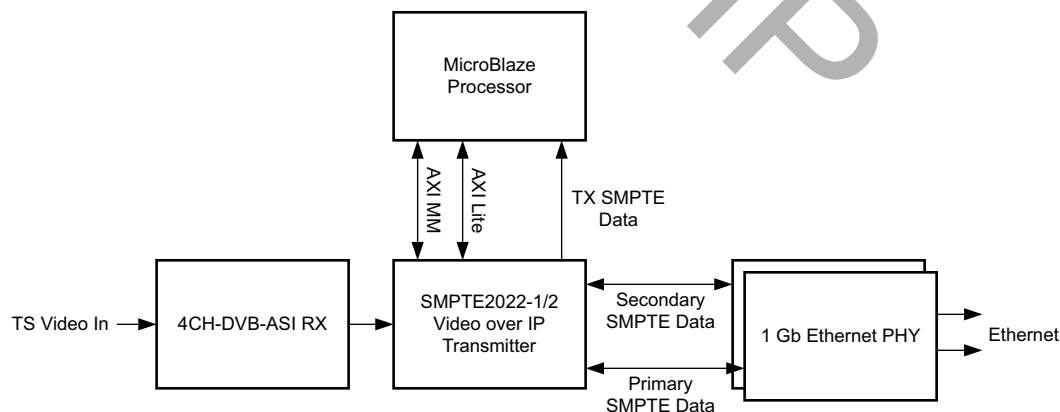 IP
MicroBlaze
Processor
AXI MM
AXI Lite
TX SMPTE
Data
TS Video In
4CH-DVB-ASI RX
SMPTE2022-1/2
Video over IP
Transmitter
Secondary
SMPTE Data
Primary
SMPTE Data
1 Gb Ethernet PHY
Ethernet